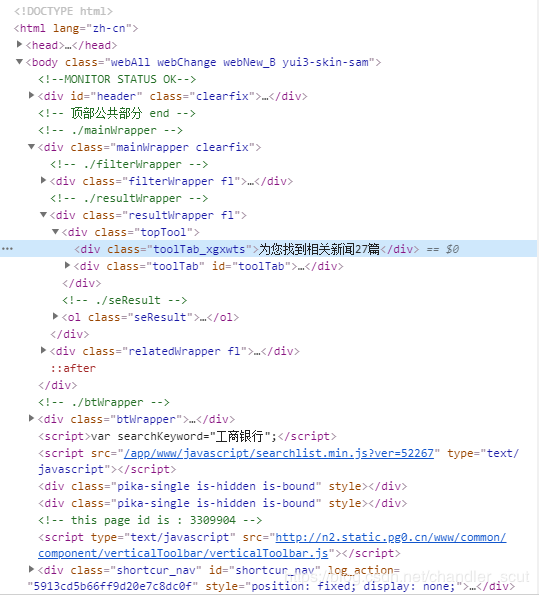 <!DOCTYPE html>
<html lang="zh-cn">
<head>…</head>
<body class="webAll webChange webNew_B yui3-skin-sam">
<!--MONITOR STATUS OK-->
<div id="header" class="clearfix">…</div>
<!-- 顶部公共部分 end -->
<!-- ./mainWrapper -->
<div class="mainWrapper clearfix">
<!-- ./filterWrapper -->
<div class="filterWrapper fl">…</div>
<!-- ./resultWrapper -->
<div class="resultWrapper fl">
<div class="topTool">
<div class="toolTab_xgxwts">为您找到相关新闻27篇</div> == $0
<div class="toolTab" id="toolTab">…</div>
</div>
<!-- ./seResult -->
<ol class="seResult">…</ol>
</div>
<div class="relatedWrapper fl">…</div>
::after
</div>
<!-- ./btWrapper -->
<div class="btWrapper">…</div>
<script>var searchKeyword="工商银行";</script>
<script src="/app/www/javascript/searchlist.min.js?ver=52267" type="text/
javascript"></script>
<div class="pika-single is-hidden is-bound" style></div>
<div class="pika-single is-hidden is-bound" style></div>
<!-- this page id is : 3309904 -->
<script type="text/javascript" src="http://n2.static.pg0.cn/www/common/
component/verticalToolbar/verticalToolbar.js"></script>
<div class="shortcur_nav" id="shortcur_nav" log_action=
"5913cd5b66ff9d20e7c8dc0f" style="position: fixed; display: none;">…</div>
https://blog.csdn.net/chandler_scut